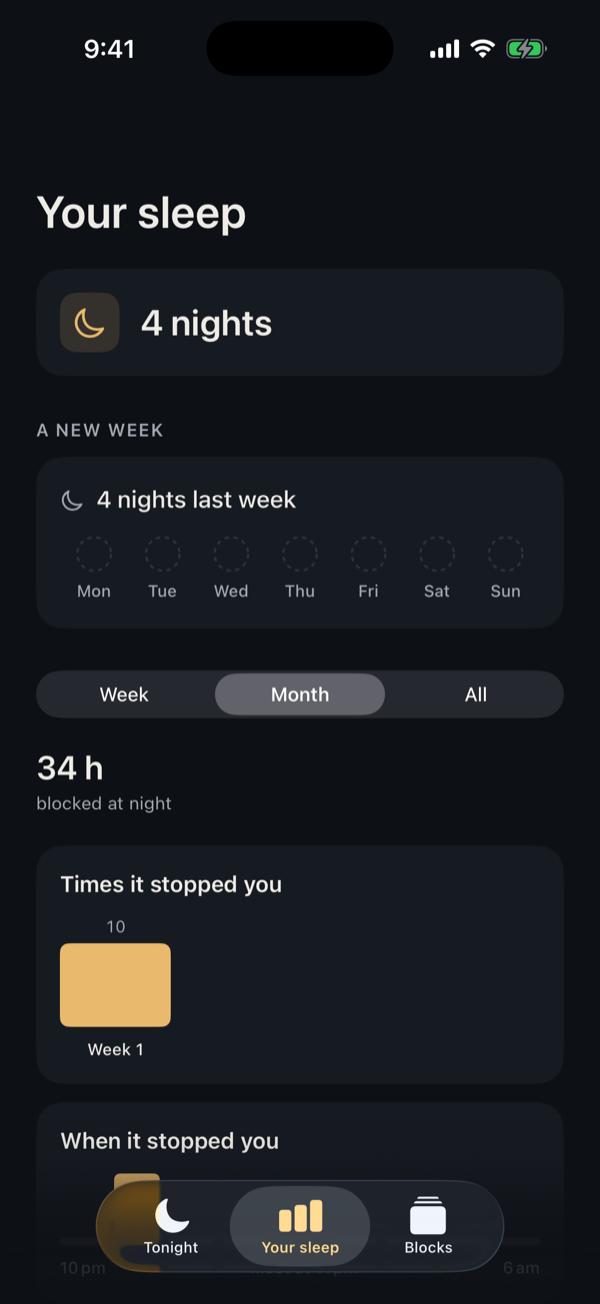 9:41
Your sleep
4 nights
A NEW WEEK
4 nights last week
Mon Tue Wed Thu Fri Sat Sun
Week Month All
34 h
blocked at night
Times it stopped you
10
Week 1
When it stopped you
Tonight Your sleep Blocks
10 pm 6 am